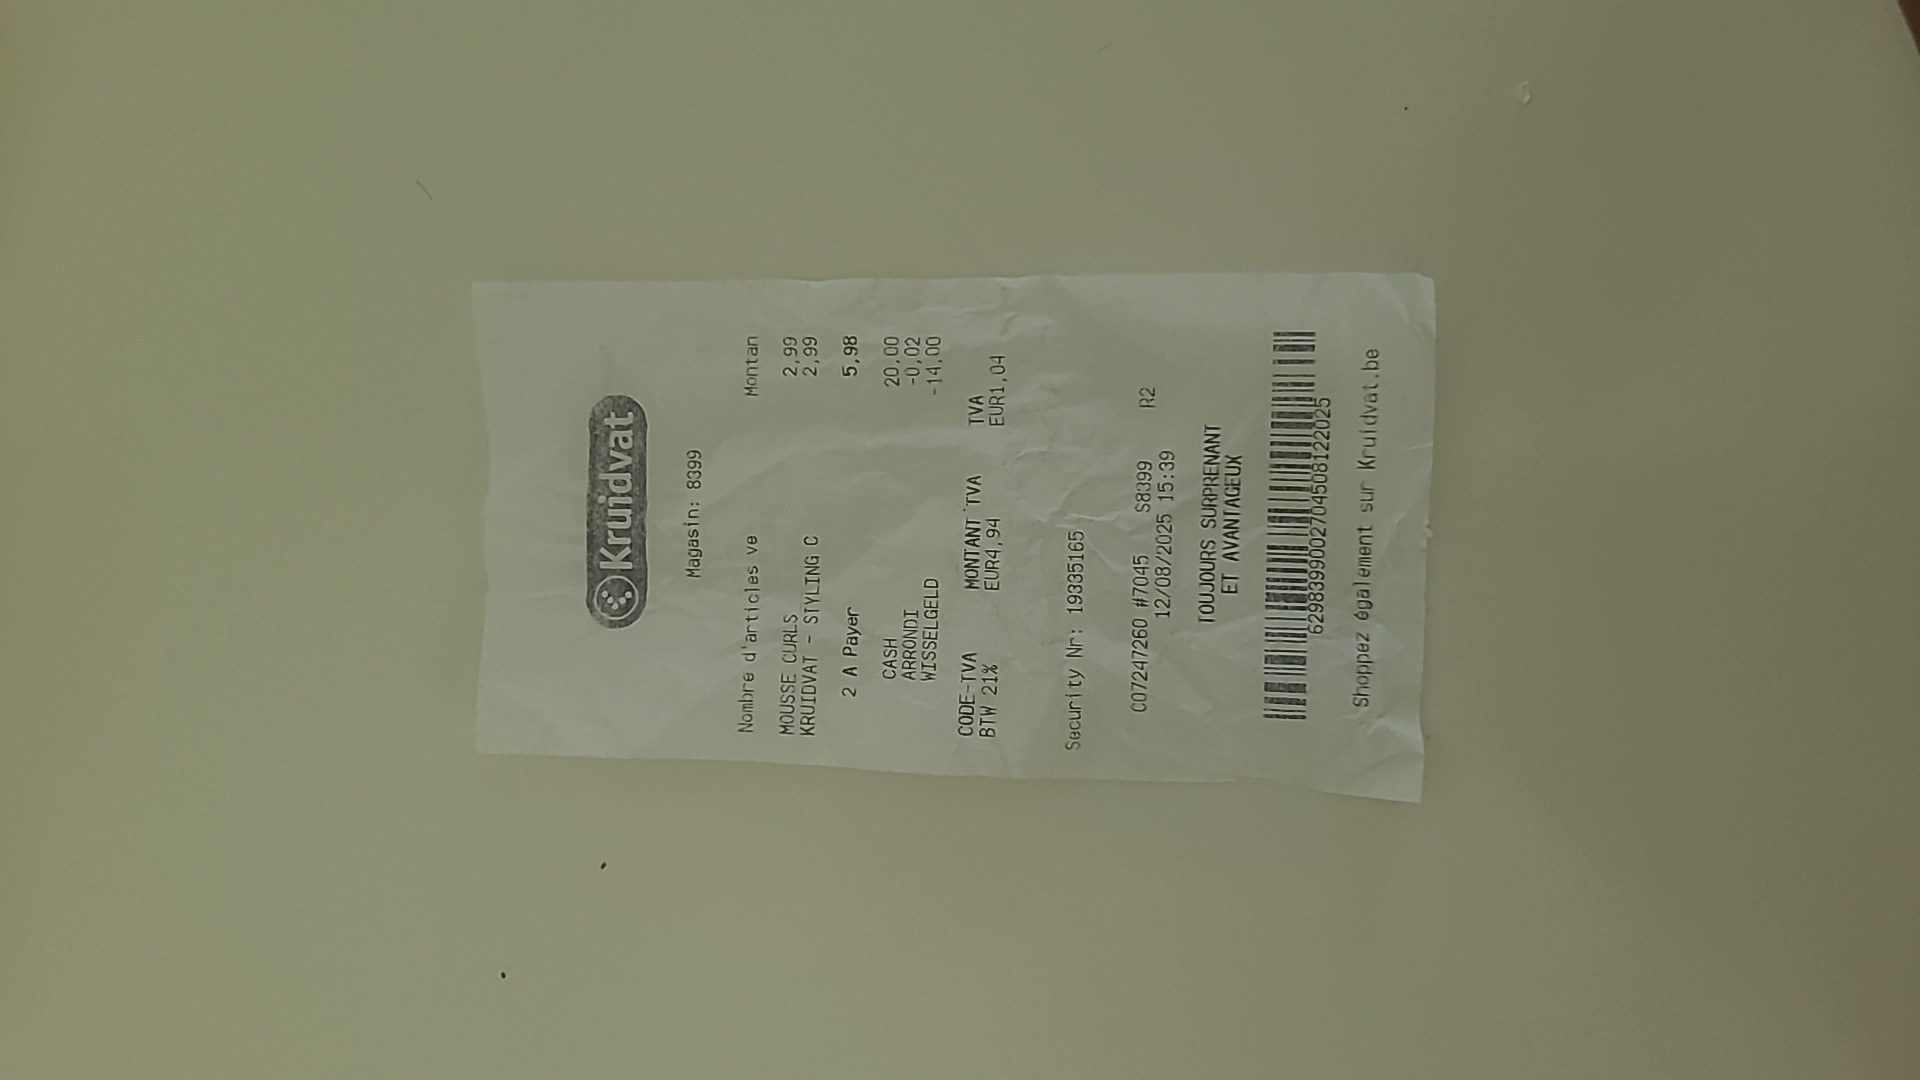 Kruidvat
Magasin: 8399
Nombre d'articles ve Montan
MOUSSE CURLS 2,99
KRUIDVAT - STYLING C 2,99
2 A Payer 5,98
CASH 20,00
ARRONDI -0,02
WISSELGELD -14,00
CODE-TVA MONTANT TVA TVA
BTW 21% EUR4,94 EUR1,04
Security Nr: 19335165
C07247260 #7045 S8399 R2
12/08/2025 15:39
TOUJOURS SURPRENANT
ET AVANTAGEUX
6298399002704508122025
Shoppez également sur Kruidvat.be